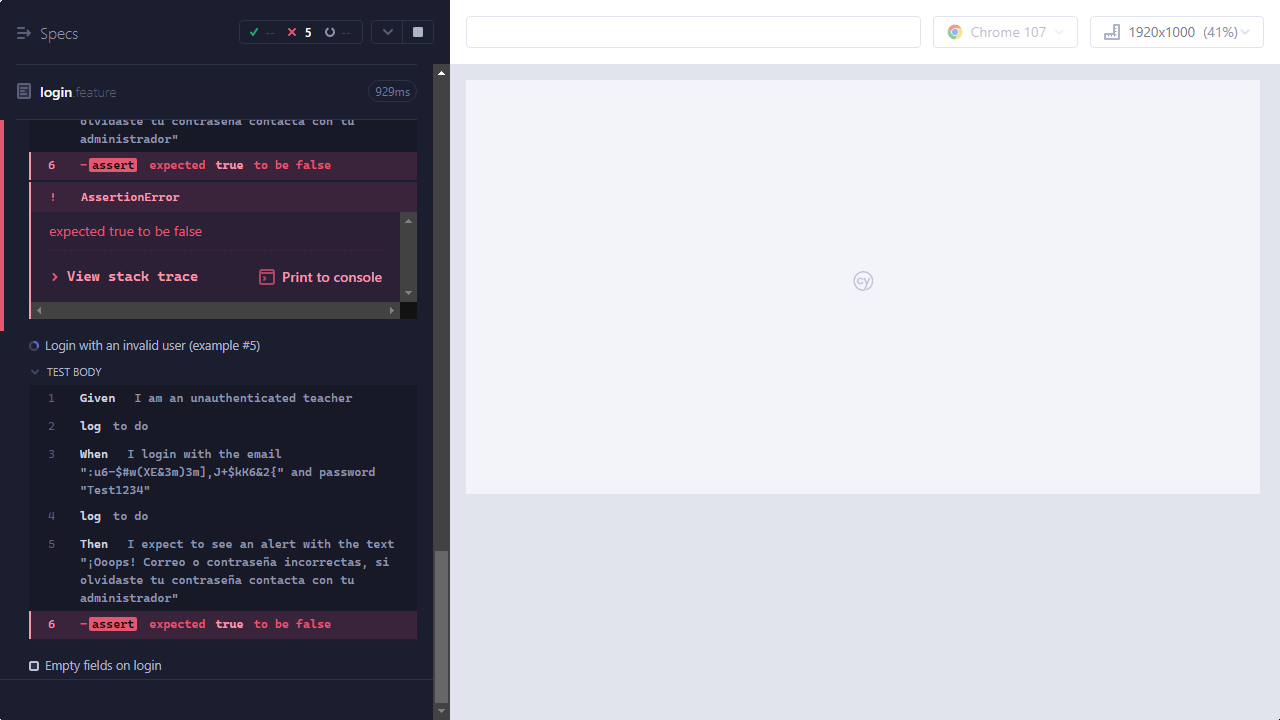 Specs
-- 5 --
Chrome 107
1920x1000 (41%)
login.feature
929ms
olvidaste tu contraseña contacta con tu
administrador"
6 -assert expected true to be false
! AssertionError
expected true to be false
View stack trace
Print to console
Login with an invalid user (example #5)
TEST BODY
1 Given I am an unauthenticated teacher
2 log to do
3 When I login with the email
":u6-$#w(XE&3m)3m],J+$kK6&2{" and password
"Test1234"
4 log to do
5 Then I expect to see an alert with the text
"¡Ooops! Correo o contraseña incorrectas, si
olvidaste tu contraseña contacta con tu
administrador"
6 -assert expected true to be false
Empty fields on login
cy